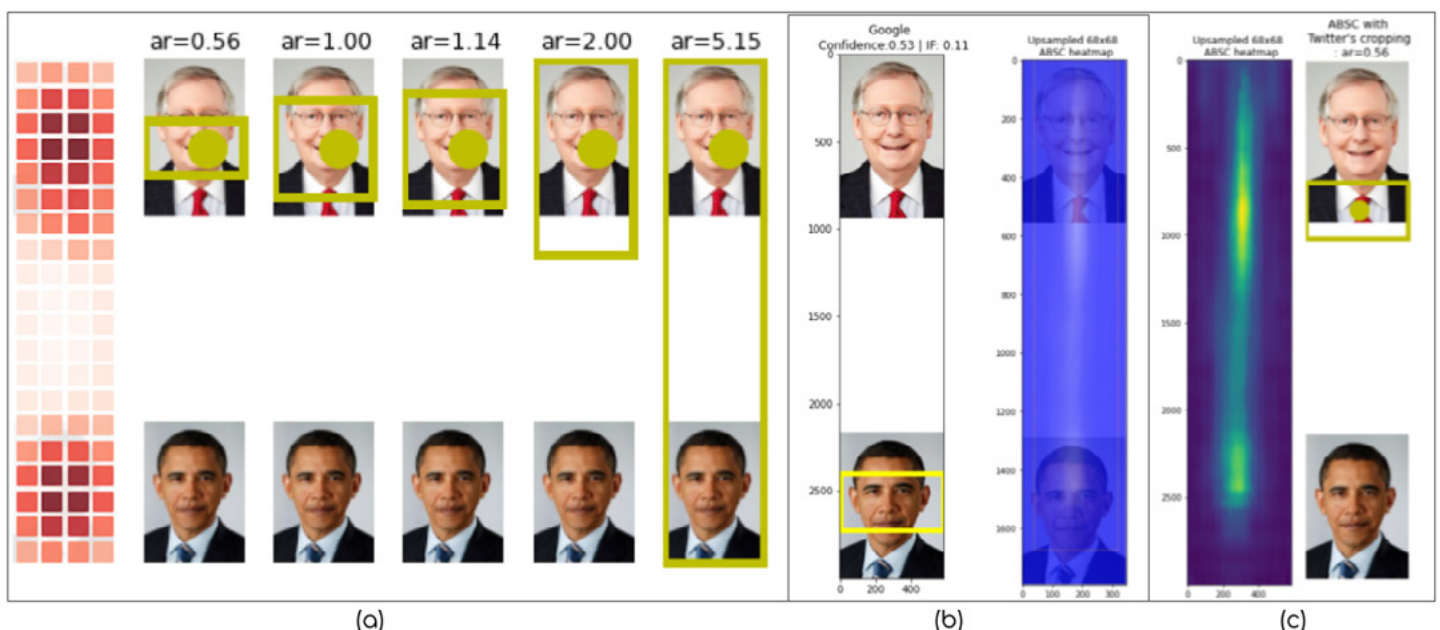 ar=0.56 ar=1.00 ar=1.14 ar=2.00 ar=5.15
(a)
Google
Confidence:0.53 | IF: 0.11
0
500
1000
1500
2000
2500
0 200 400
Upsampled 68x68
ABSC heatmap
0
200
400
600
800
1000
1200
1400
1600
0 100 200 300
(b)
Upsampled 68x68
ABSC heatmap
0
500
1000
1500
2000
2500
0 200 400
ABSC with
Twitter's cropping
: ar=0.56
(c)